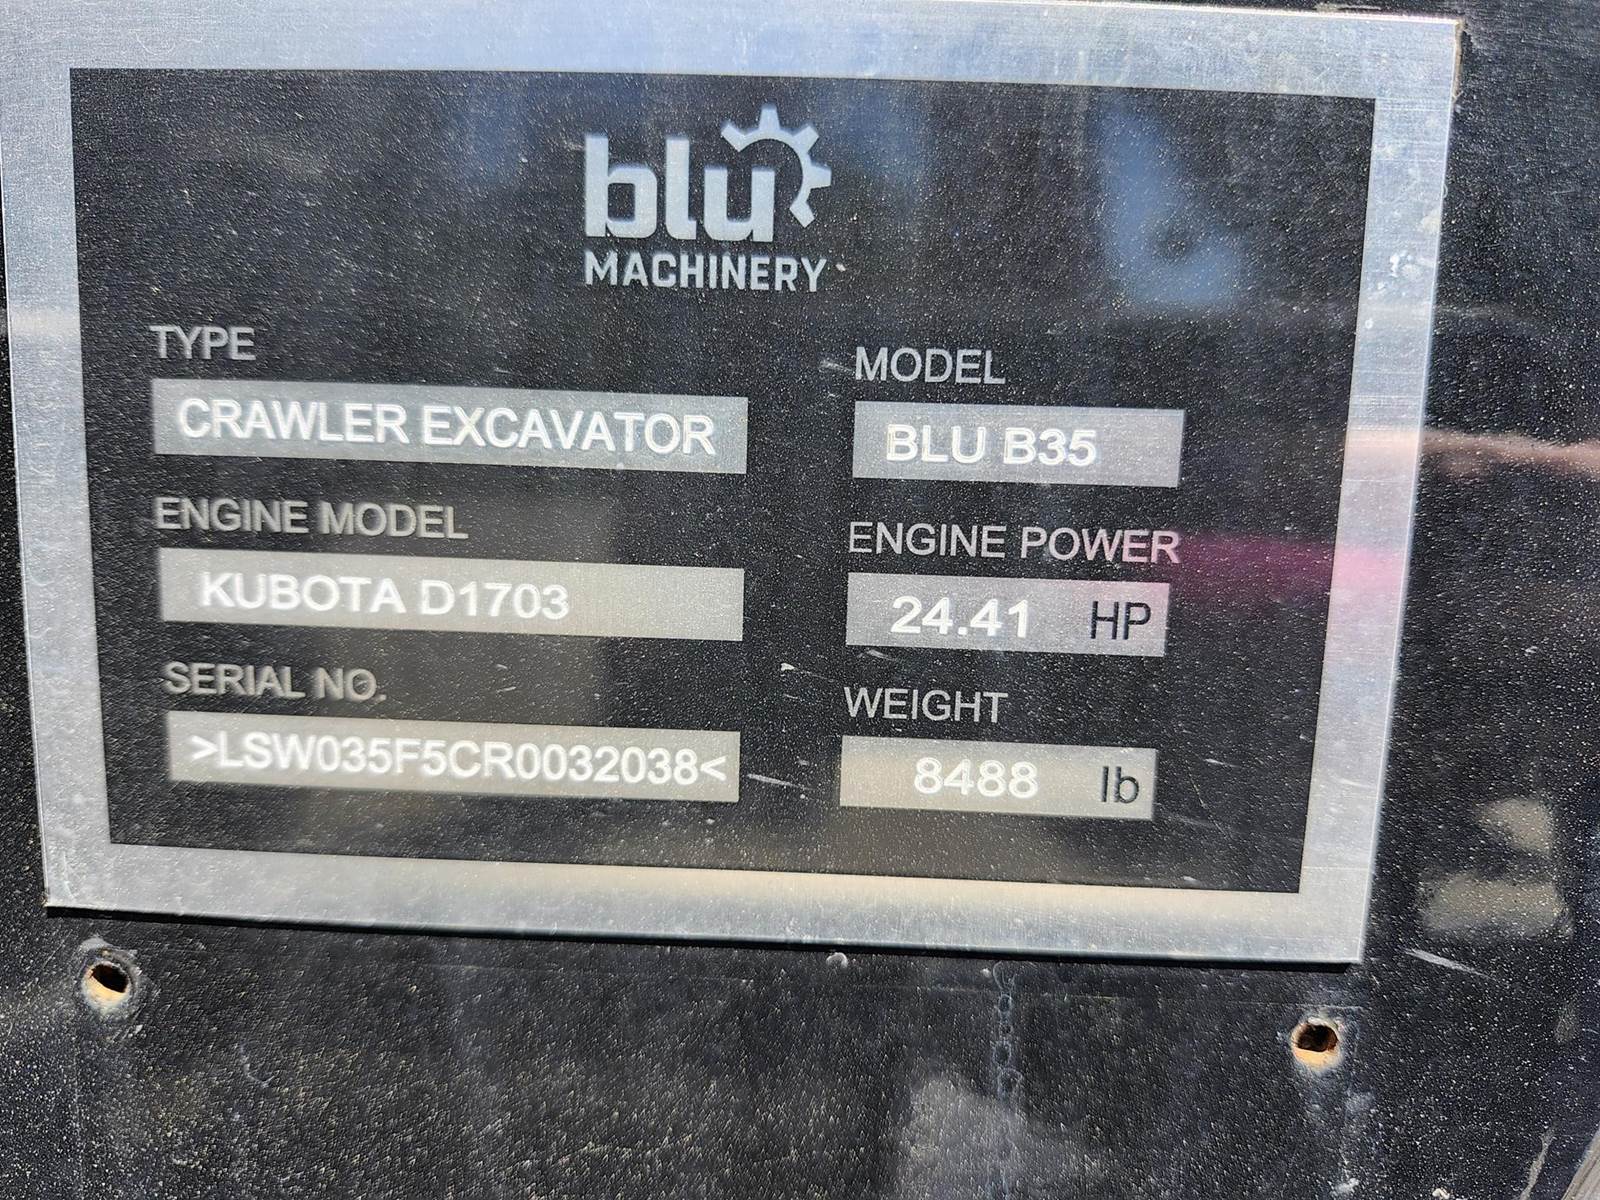 blu
MACHINERY
TYPE
CRAWLER EXCAVATOR
MODEL
BLU B35
ENGINE MODEL
KUBOTA D1703
ENGINE POWER
24.41 HP
SERIAL NO.
>LSW035F5CR0032038<
WEIGHT
8488 lb